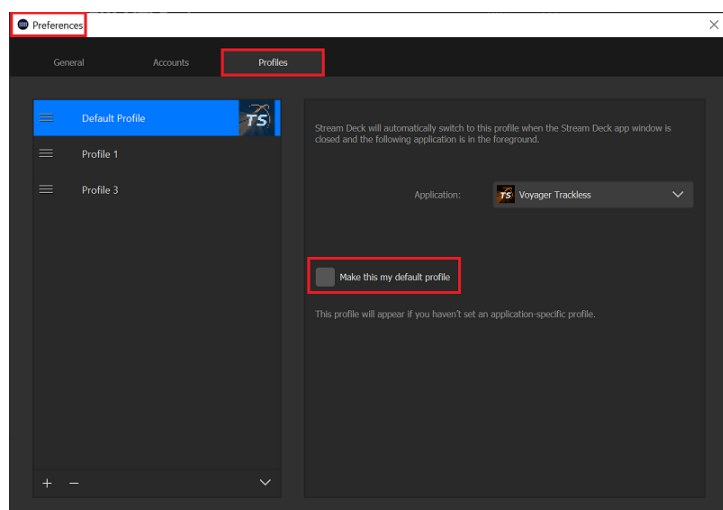 Preferences
General
Accounts
Profiles
Default Profile
TS
Profile 1
Profile 3
Stream Deck will automatically switch to this profile when the Stream Deck app window is
closed and the following application is in the foreground.
Application:
TS Voyager Trackless
Make this my default profile
This profile will appear if you haven't set an application-specific profile.